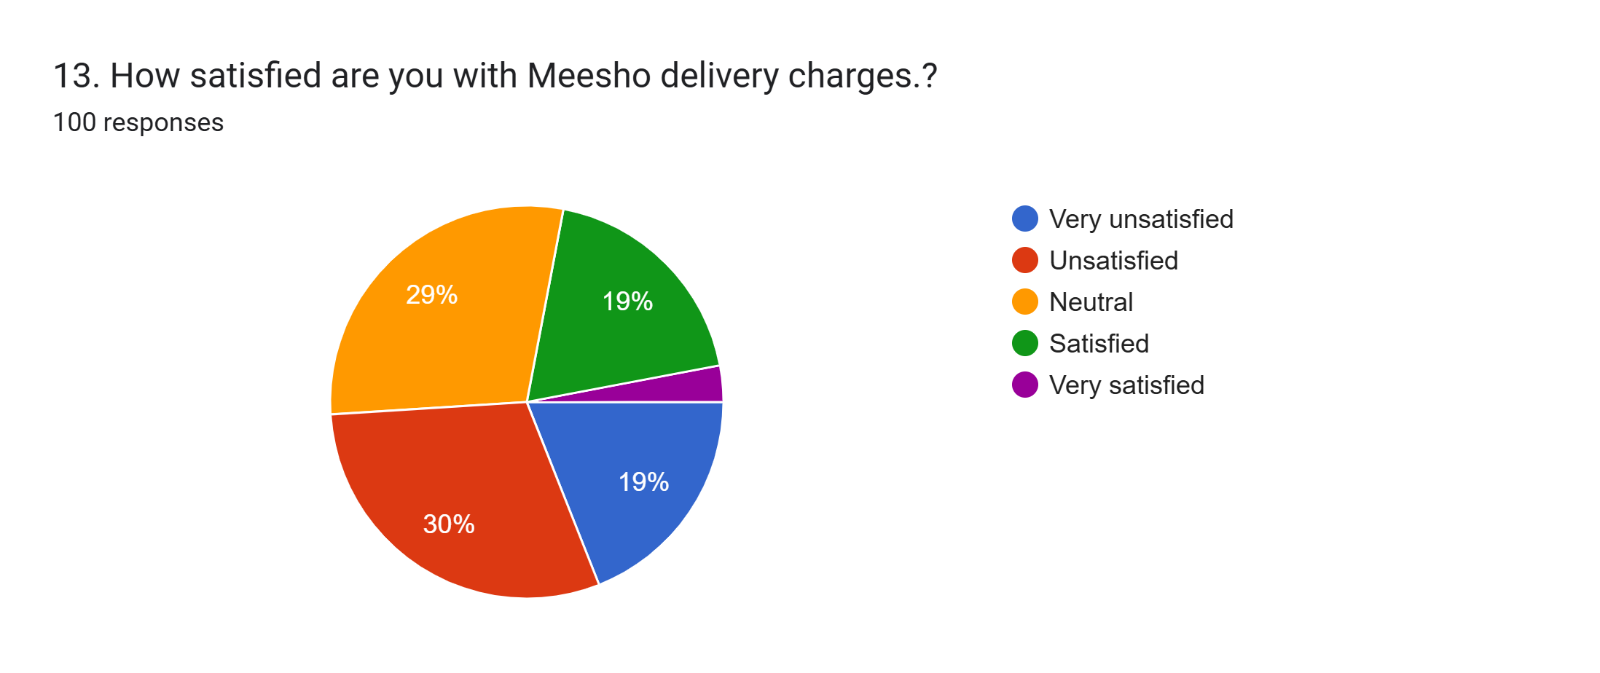 13. How satisfied are you with Meesho delivery charges.?
100 responses
29%
19%
19%
30%
Very unsatisfied
Unsatisfied
Neutral
Satisfied
Very satisfied